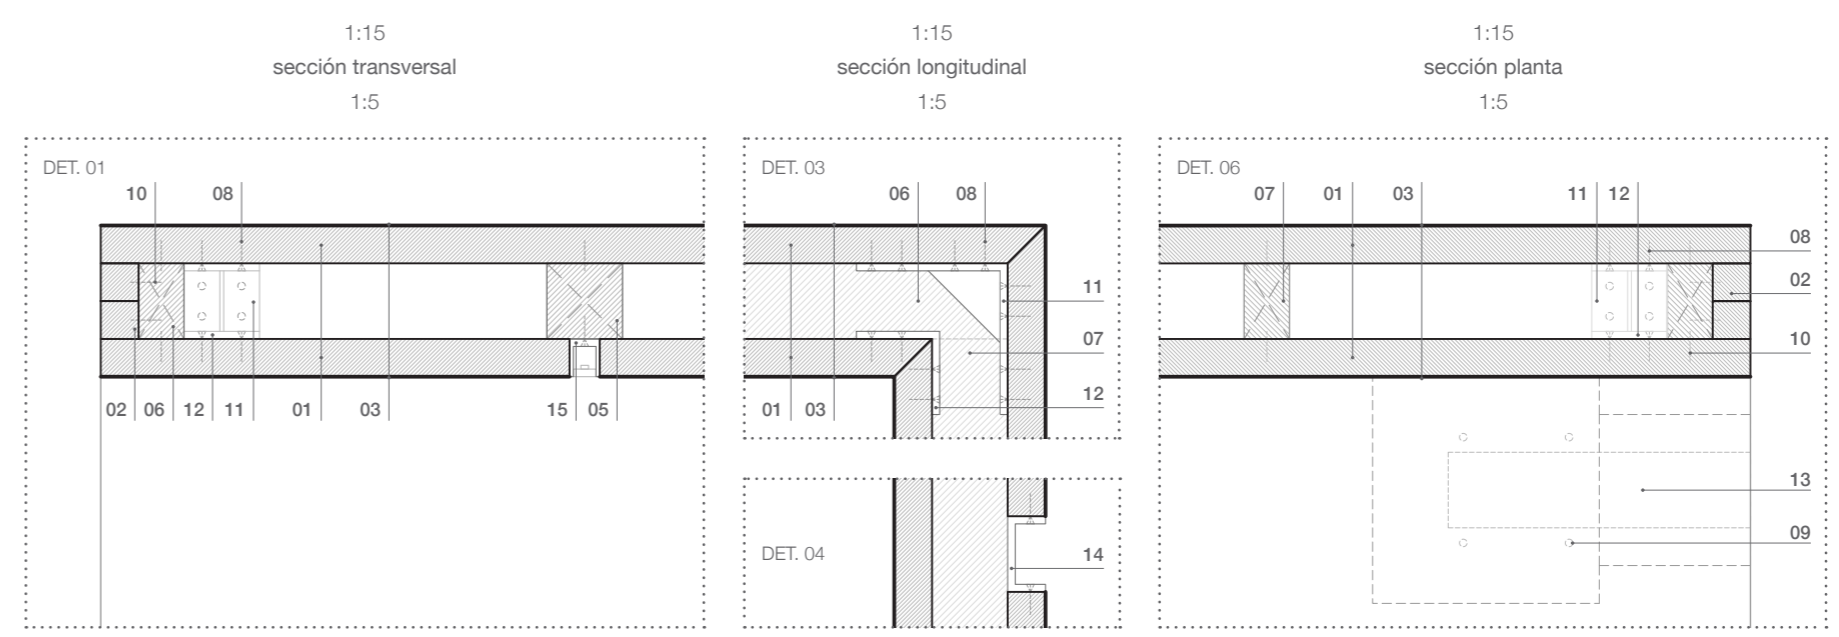 1:15
sección transversal
1:5
1:15
sección longitudinal
1:5
1:15
sección planta
1:5
DET. 01
10 08
02 06 12 11 01 03 15 05
DET. 03
06 08
11
07
12
01 03
DET. 04
14
DET. 06
07 01 03 11 12
08
02
10
13
09